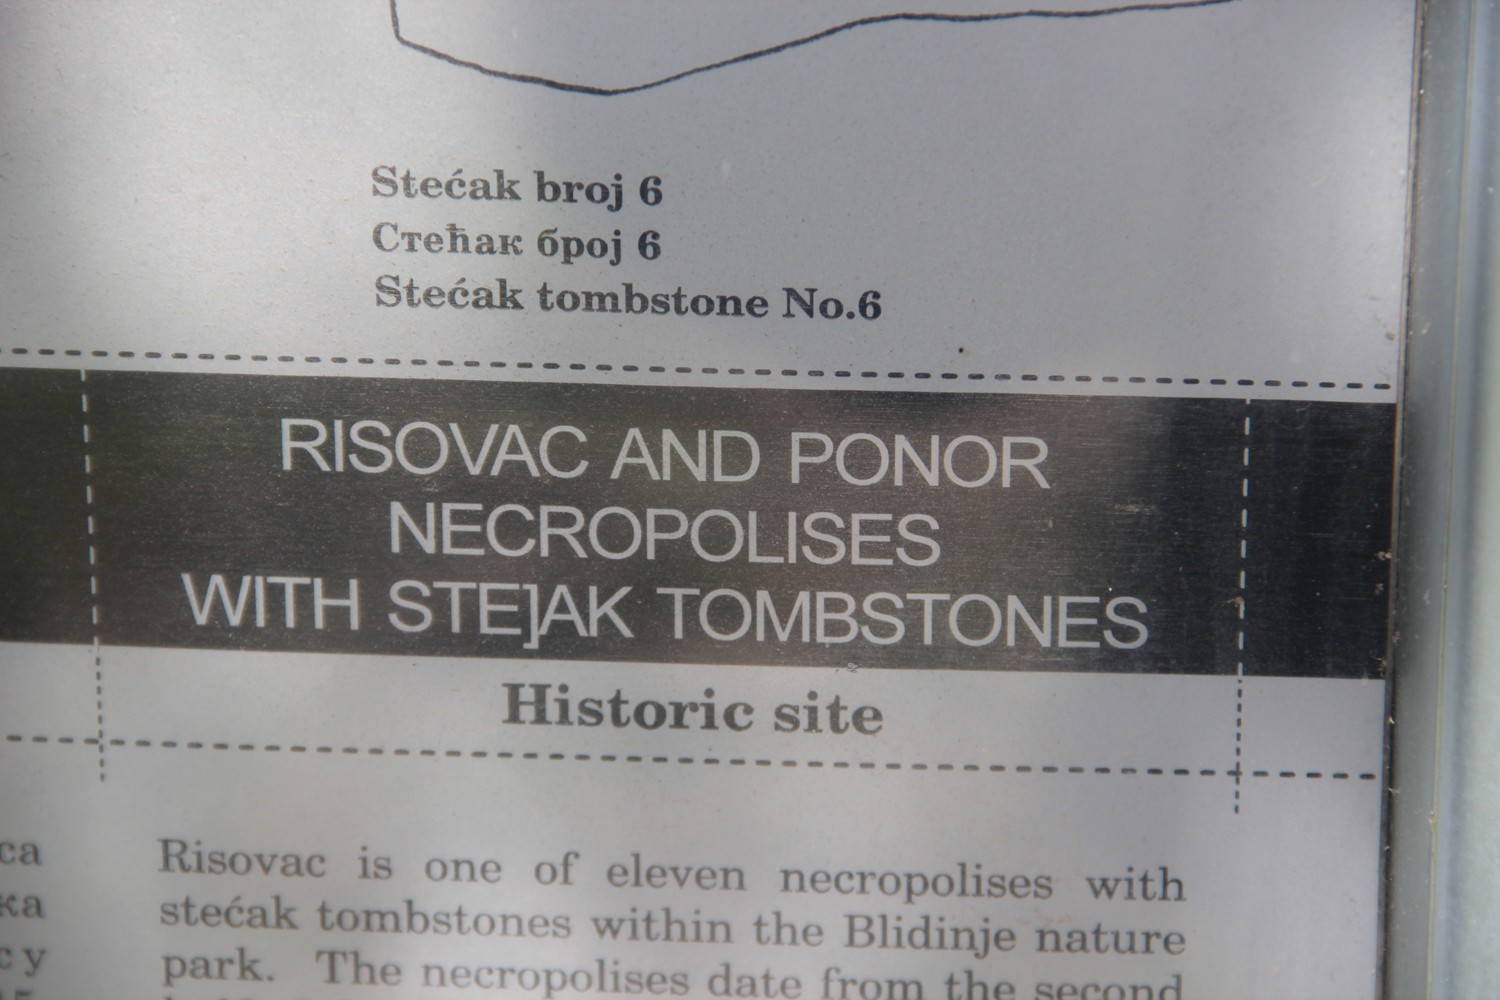 Stećak broj 6
Стећак број 6
Stećak tombstone No.6
RISOVAC AND PONOR
NECROPOLISES
WITH STE]AK TOMBSTONES
Historic site
са
ка
с у
Risovac is one of eleven necropolises with
stećak tombstones within the Blidinje nature
park. The necropolises date from the second